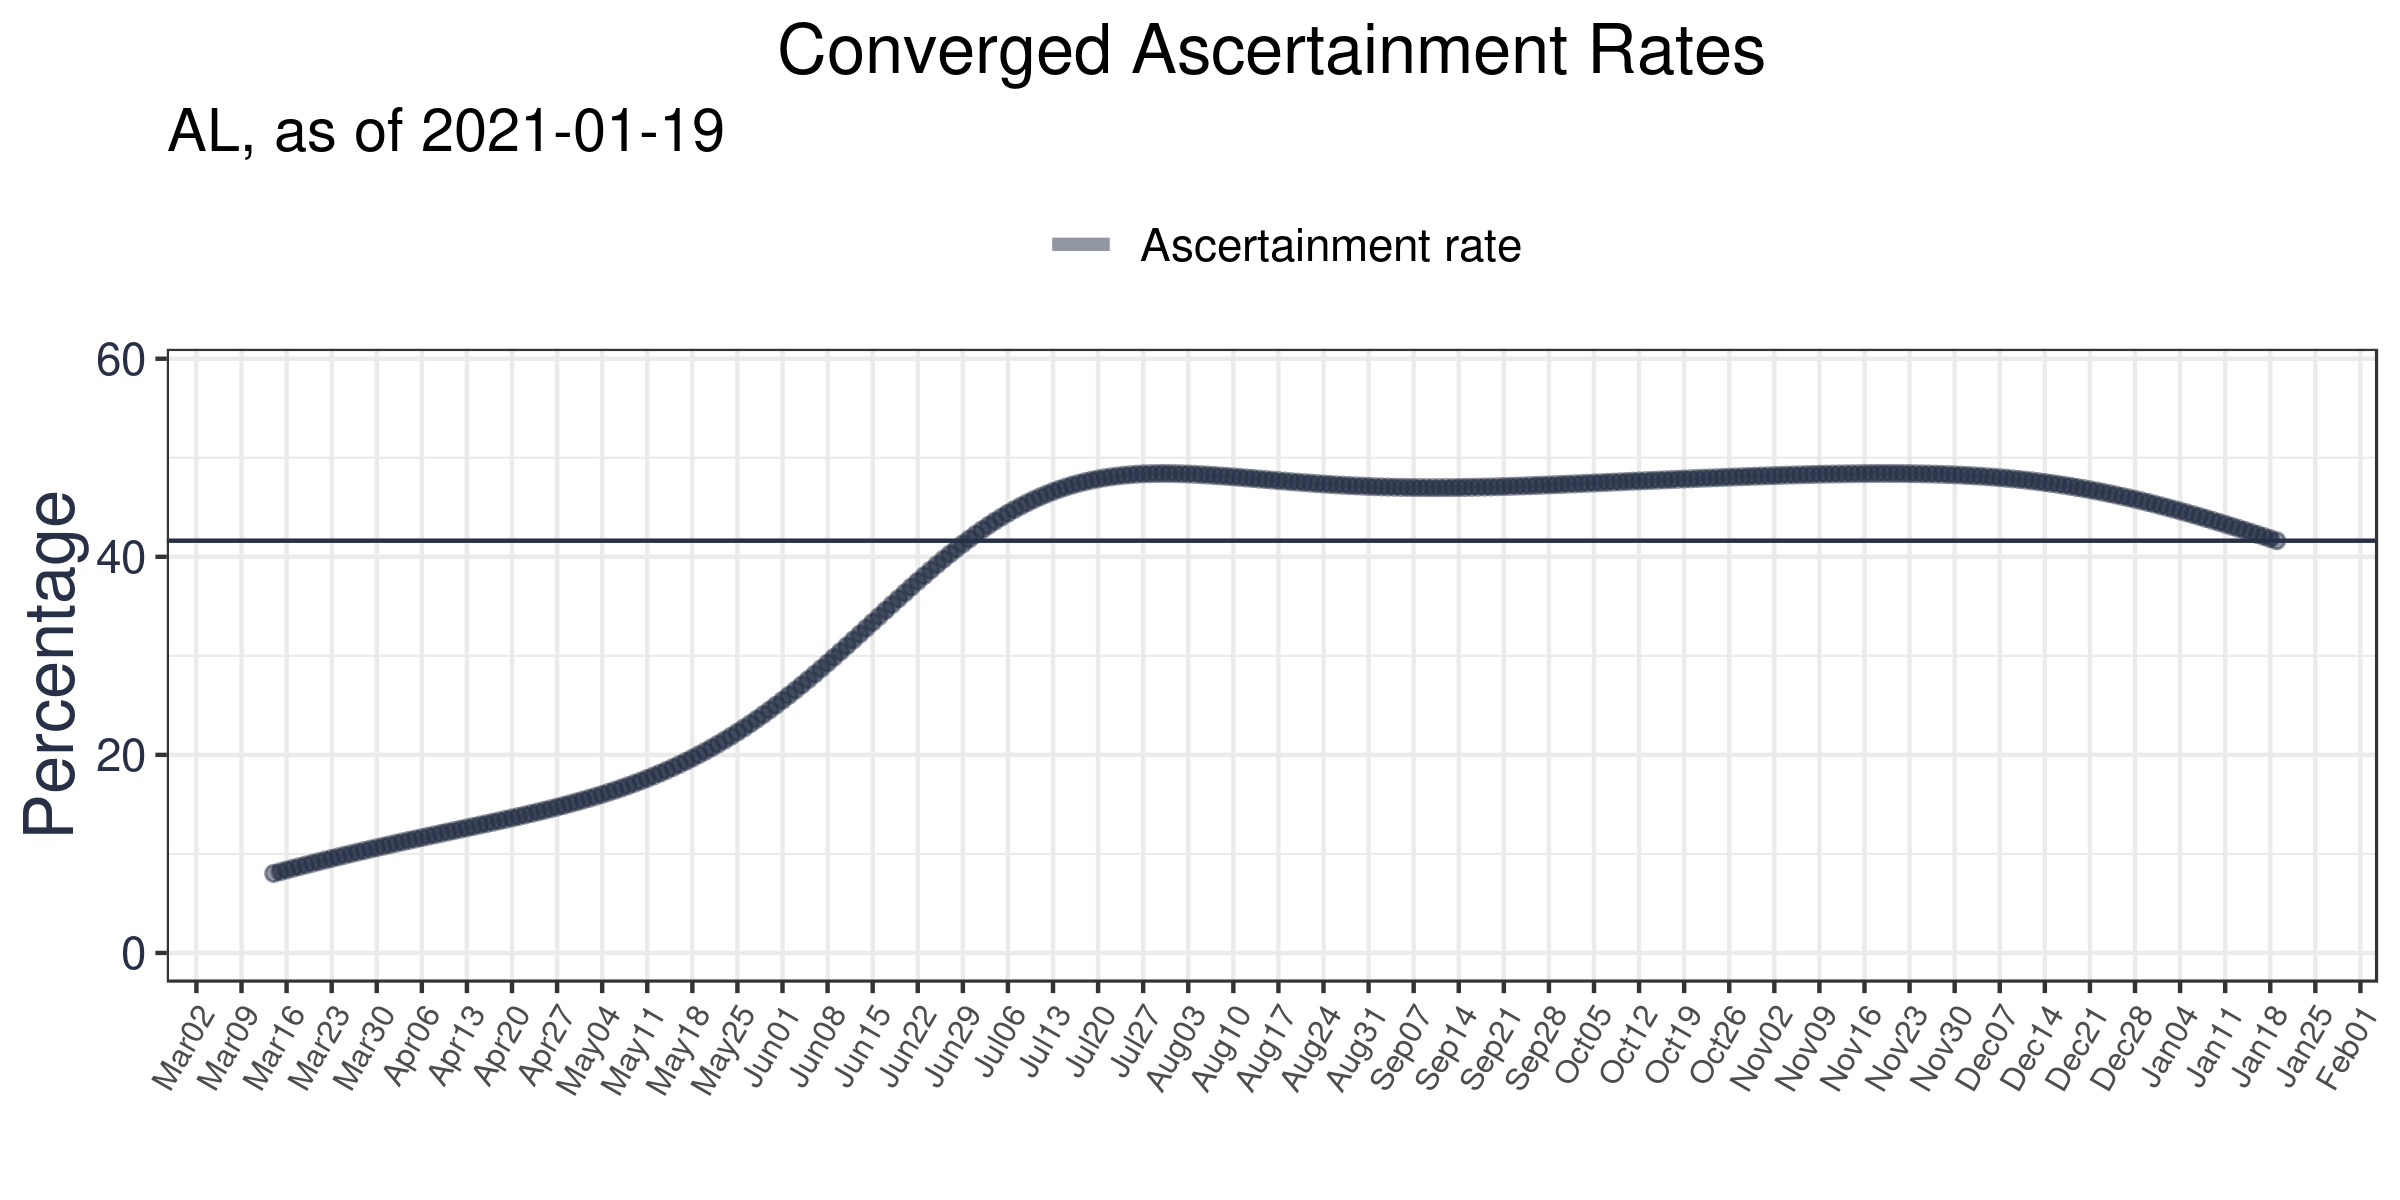 Converged Ascertainment Rates
AL, as of 2021-01-19
Ascertainment rate
Percentage
60
40
20
0
Mar02 Mar09 Mar16 Mar23 Mar30 Apr06 Apr13 Apr20 Apr27 May04 May11 May18 May25 Jun01 Jun08 Jun15 Jun22 Jun29 Jul06 Jul13 Jul20 Jul27 Aug03 Aug10 Aug17 Aug24 Aug31 Sep07 Sep14 Sep21 Sep28 Oct05 Oct12 Oct19 Oct26 Nov02 Nov09 Nov16 Nov23 Nov30 Dec07 Dec14 Dec21 Dec28 Jan04 Jan11 Jan18 Jan25 Feb01